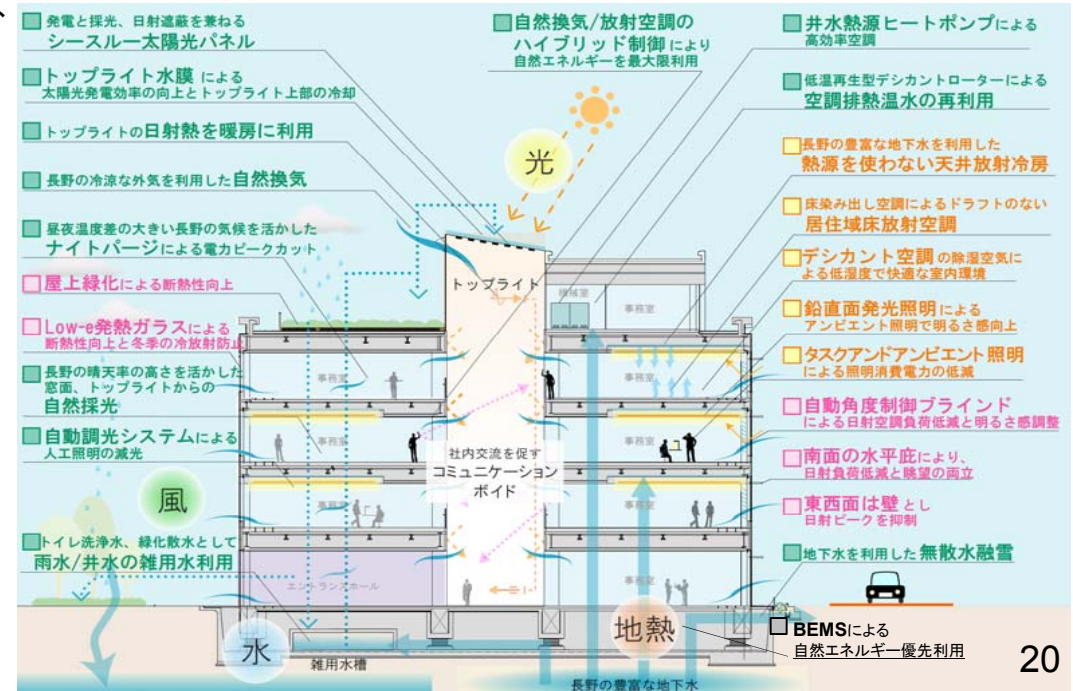 発電と採光、日射遮蔽を兼ねる
シースルー太陽光パネル
トップライト水膜 による
太陽光発電効率の向上とトップライト上部の冷却
トップライトの日射熱を暖房に利用
長野の冷涼な外気を利用した自然換気
昼夜温度差の大きい長野の気候を活かした
ナイトパージによる電力ピークカット
屋上緑化による断熱性向上
Low-e発熱ガラスによる
断熱性向上と冬季の冷放射防止
長野の晴天率の高さを活かした
窓面、トップライトからの
自然採光
自動調光システムによる
人工照明の減光
風
トイレ洗浄水、緑化散水として
雨水/井水の雑用水利用
水
雑用水槽
自然換気/放射空調の
ハイブリッド制御により
自然エネルギーを最大限利用
光
トップライト
機械室
事務室
事務室
事務室
事務室
事務室
事務室
事務室
事務室
エントランスホール
社内交流を促す
コミュニケーション
ボイド
地熱
長野の豊富な地下水
井水熱源ヒートポンプによる
高効率空調
低温再生型デシカントローターによる
空調排熱温水の再利用
長野の豊富な地下水を利用した
熱源を使わない天井放射冷房
床染み出し空調によるドラフトのない
居住域床放射空調
デシカント空調 の除湿空気に
よる低湿度で快適な室内環境
鉛直面発光照明による
アンビエント照明で明るさ感向上
タスクアンドアンビエント照明
による照明消費電力の低減
自動角度制御ブラインド
による日射空調負荷低減と明るさ感調整
南面の水平庇により、
日射負荷低減と眺望の両立
東西面は壁とし
日射ピークを抑制
地下水を利用した無散水融雪
BEMSによる
自然エネルギー優先利用
20